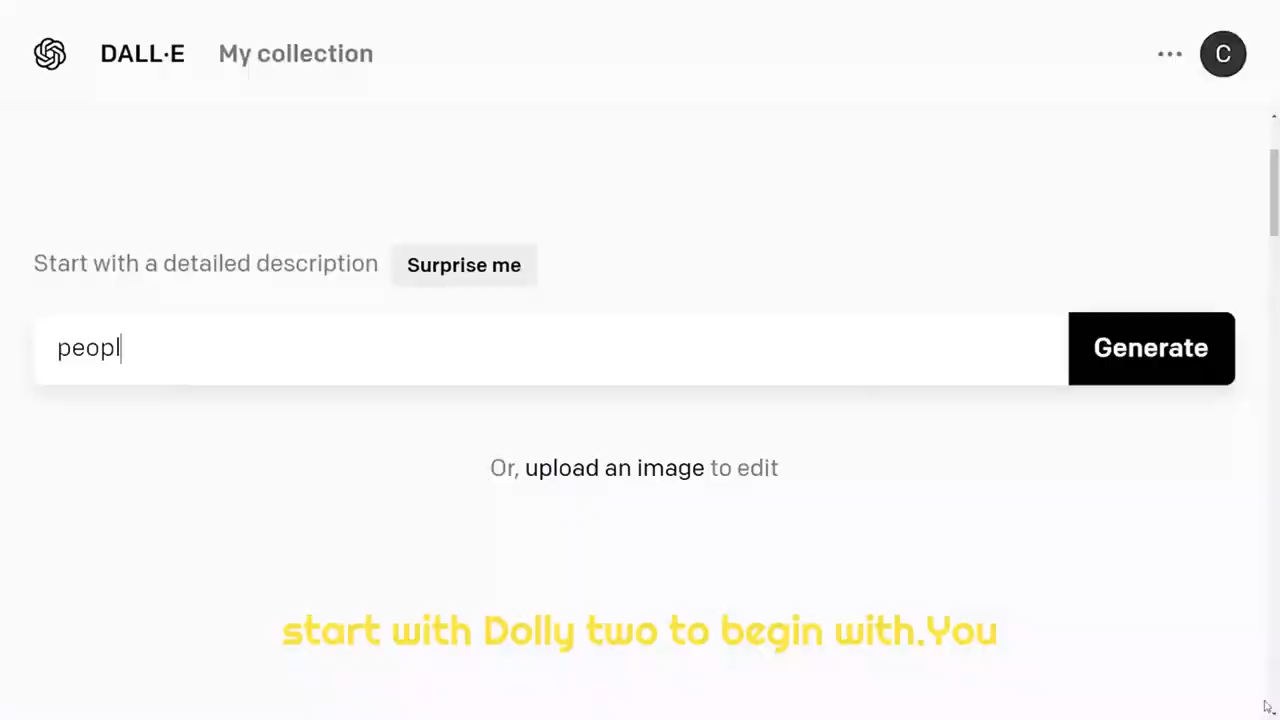 DALL·E My collection ··· C
Start with a detailed description Surprise me
peopl
Generate
Or, upload an image to edit
start with Dolly two to begin with.You